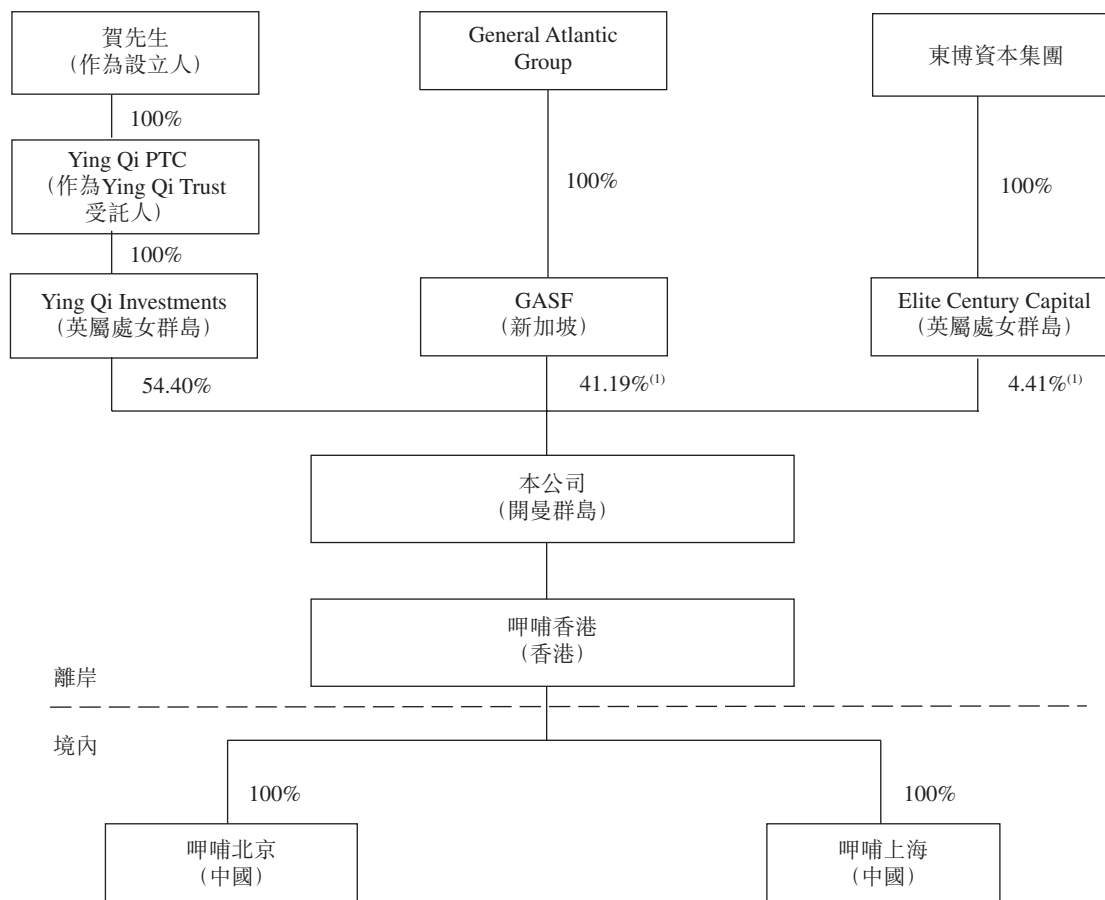 賀先生
(作為設立人)
General Atlantic
Group
東博資本集團
100%
Ying Qi PTC
(作為Ying Qi Trust
受託人)
100%
100%
100%
Ying Qi Investments
(英屬處女群島)
GASF
(新加坡)
Elite Century Capital
(英屬處女群島)
54.40%
41.19%(1)
4.41%(1)
本公司
(開曼群島)
呷哺香港
(香港)
離岸
境內
100%
100%
呷哺北京
(中國)
呷哺上海
(中國)